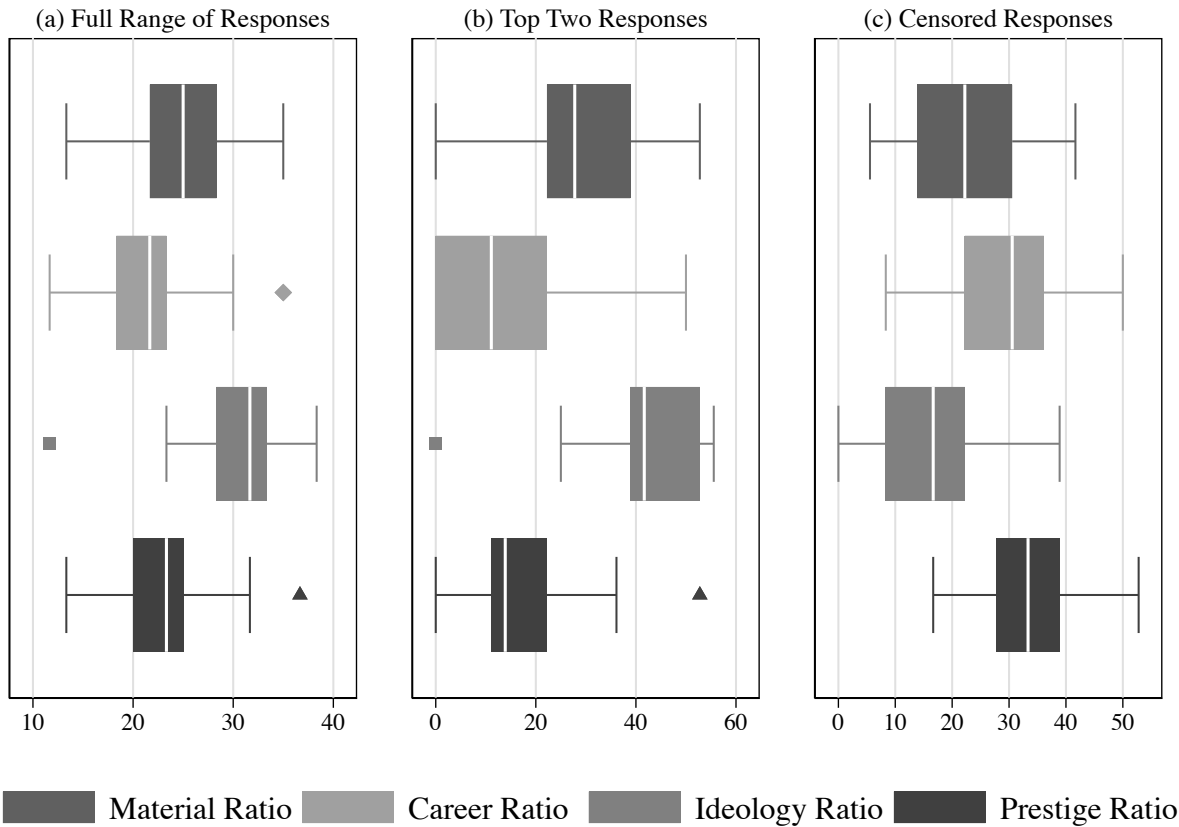 (a) Full Range of Responses
(b) Top Two Responses
(c) Censored Responses
10 20 30 40
0 20 40 60
0 10 20 30 40 50
Material Ratio Career Ratio Ideology Ratio Prestige Ratio